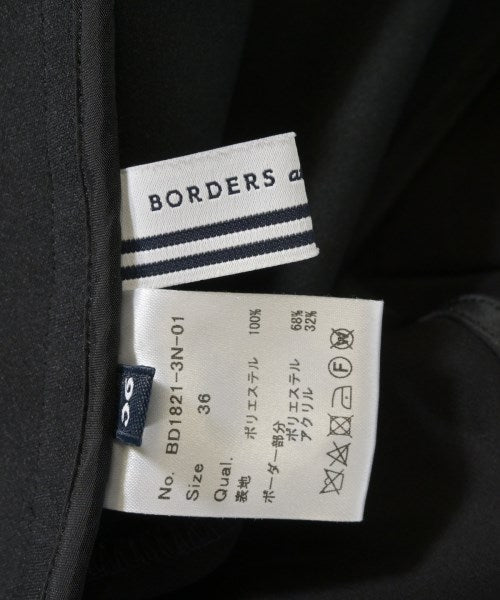 BORDERS
36
No. BD1821-3N-01
Size 36
Qual.
表地 ポリエステル 100%
ボーダー部分 ポリエステル 68%
アクリル 32%
F